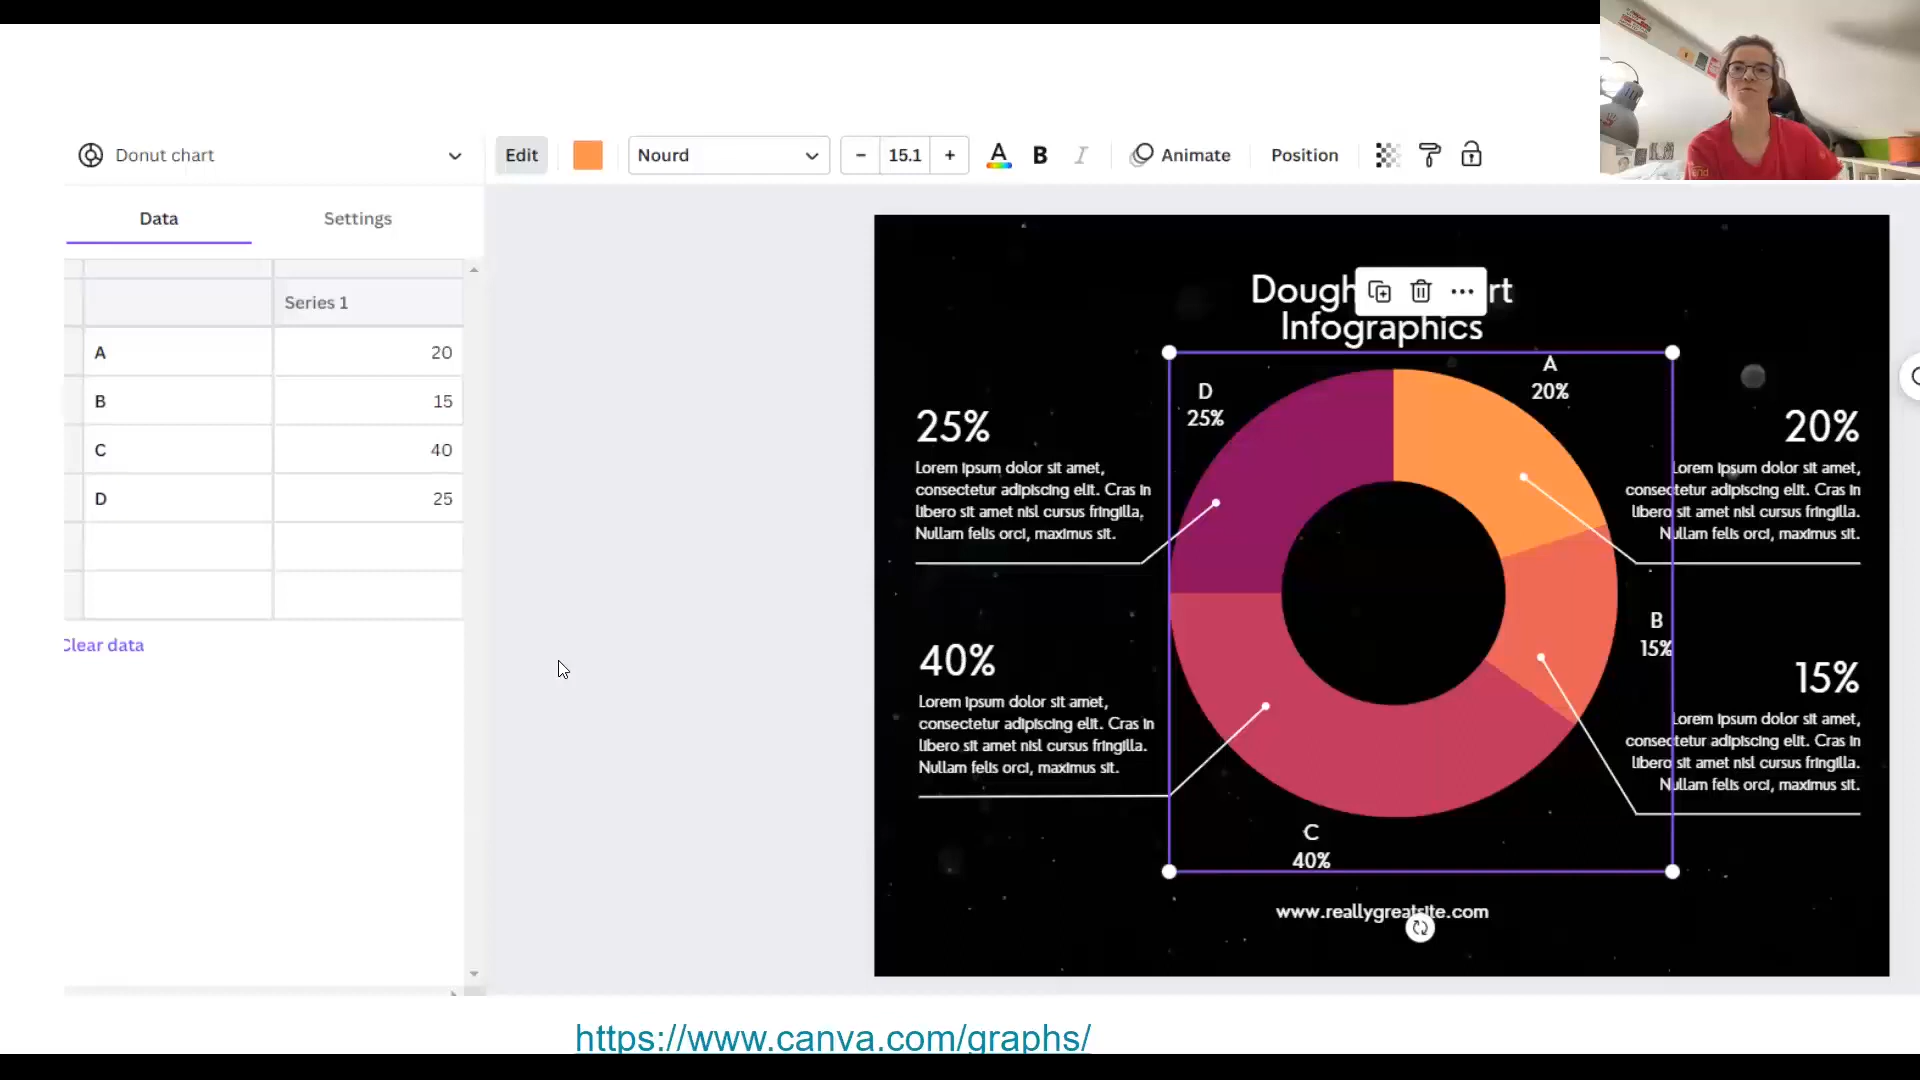 Donut chart
Edit
Nourd
− 15.1 +
A B I
Animate
Position
Data
Settings
Series 1
A 20
B 15
C 40
D 25
Clear data
Dough rt
Infographics
A
20%
D
25%
B
15%
C
40%
25%
Lorem ipsum dolor sit amet,
consectetur adipiscing elit. Cras in
libero sit amet nisl cursus fringilla.
Nullam felis orci, maximus sit.
20%
Lorem ipsum dolor sit amet,
consectetur adipiscing elit. Cras in
libero sit amet nisl cursus fringilla.
Nullam felis orci, maximus sit.
40%
Lorem ipsum dolor sit amet,
consectetur adipiscing elit. Cras in
libero sit amet nisl cursus fringilla.
Nullam felis orci, maximus sit.
15%
Lorem ipsum dolor sit amet,
consectetur adipiscing elit. Cras in
libero sit amet nisl cursus fringilla.
Nullam felis orci, maximus sit.
www.reallygreatsite.com
https://www.canva.com/graphs/